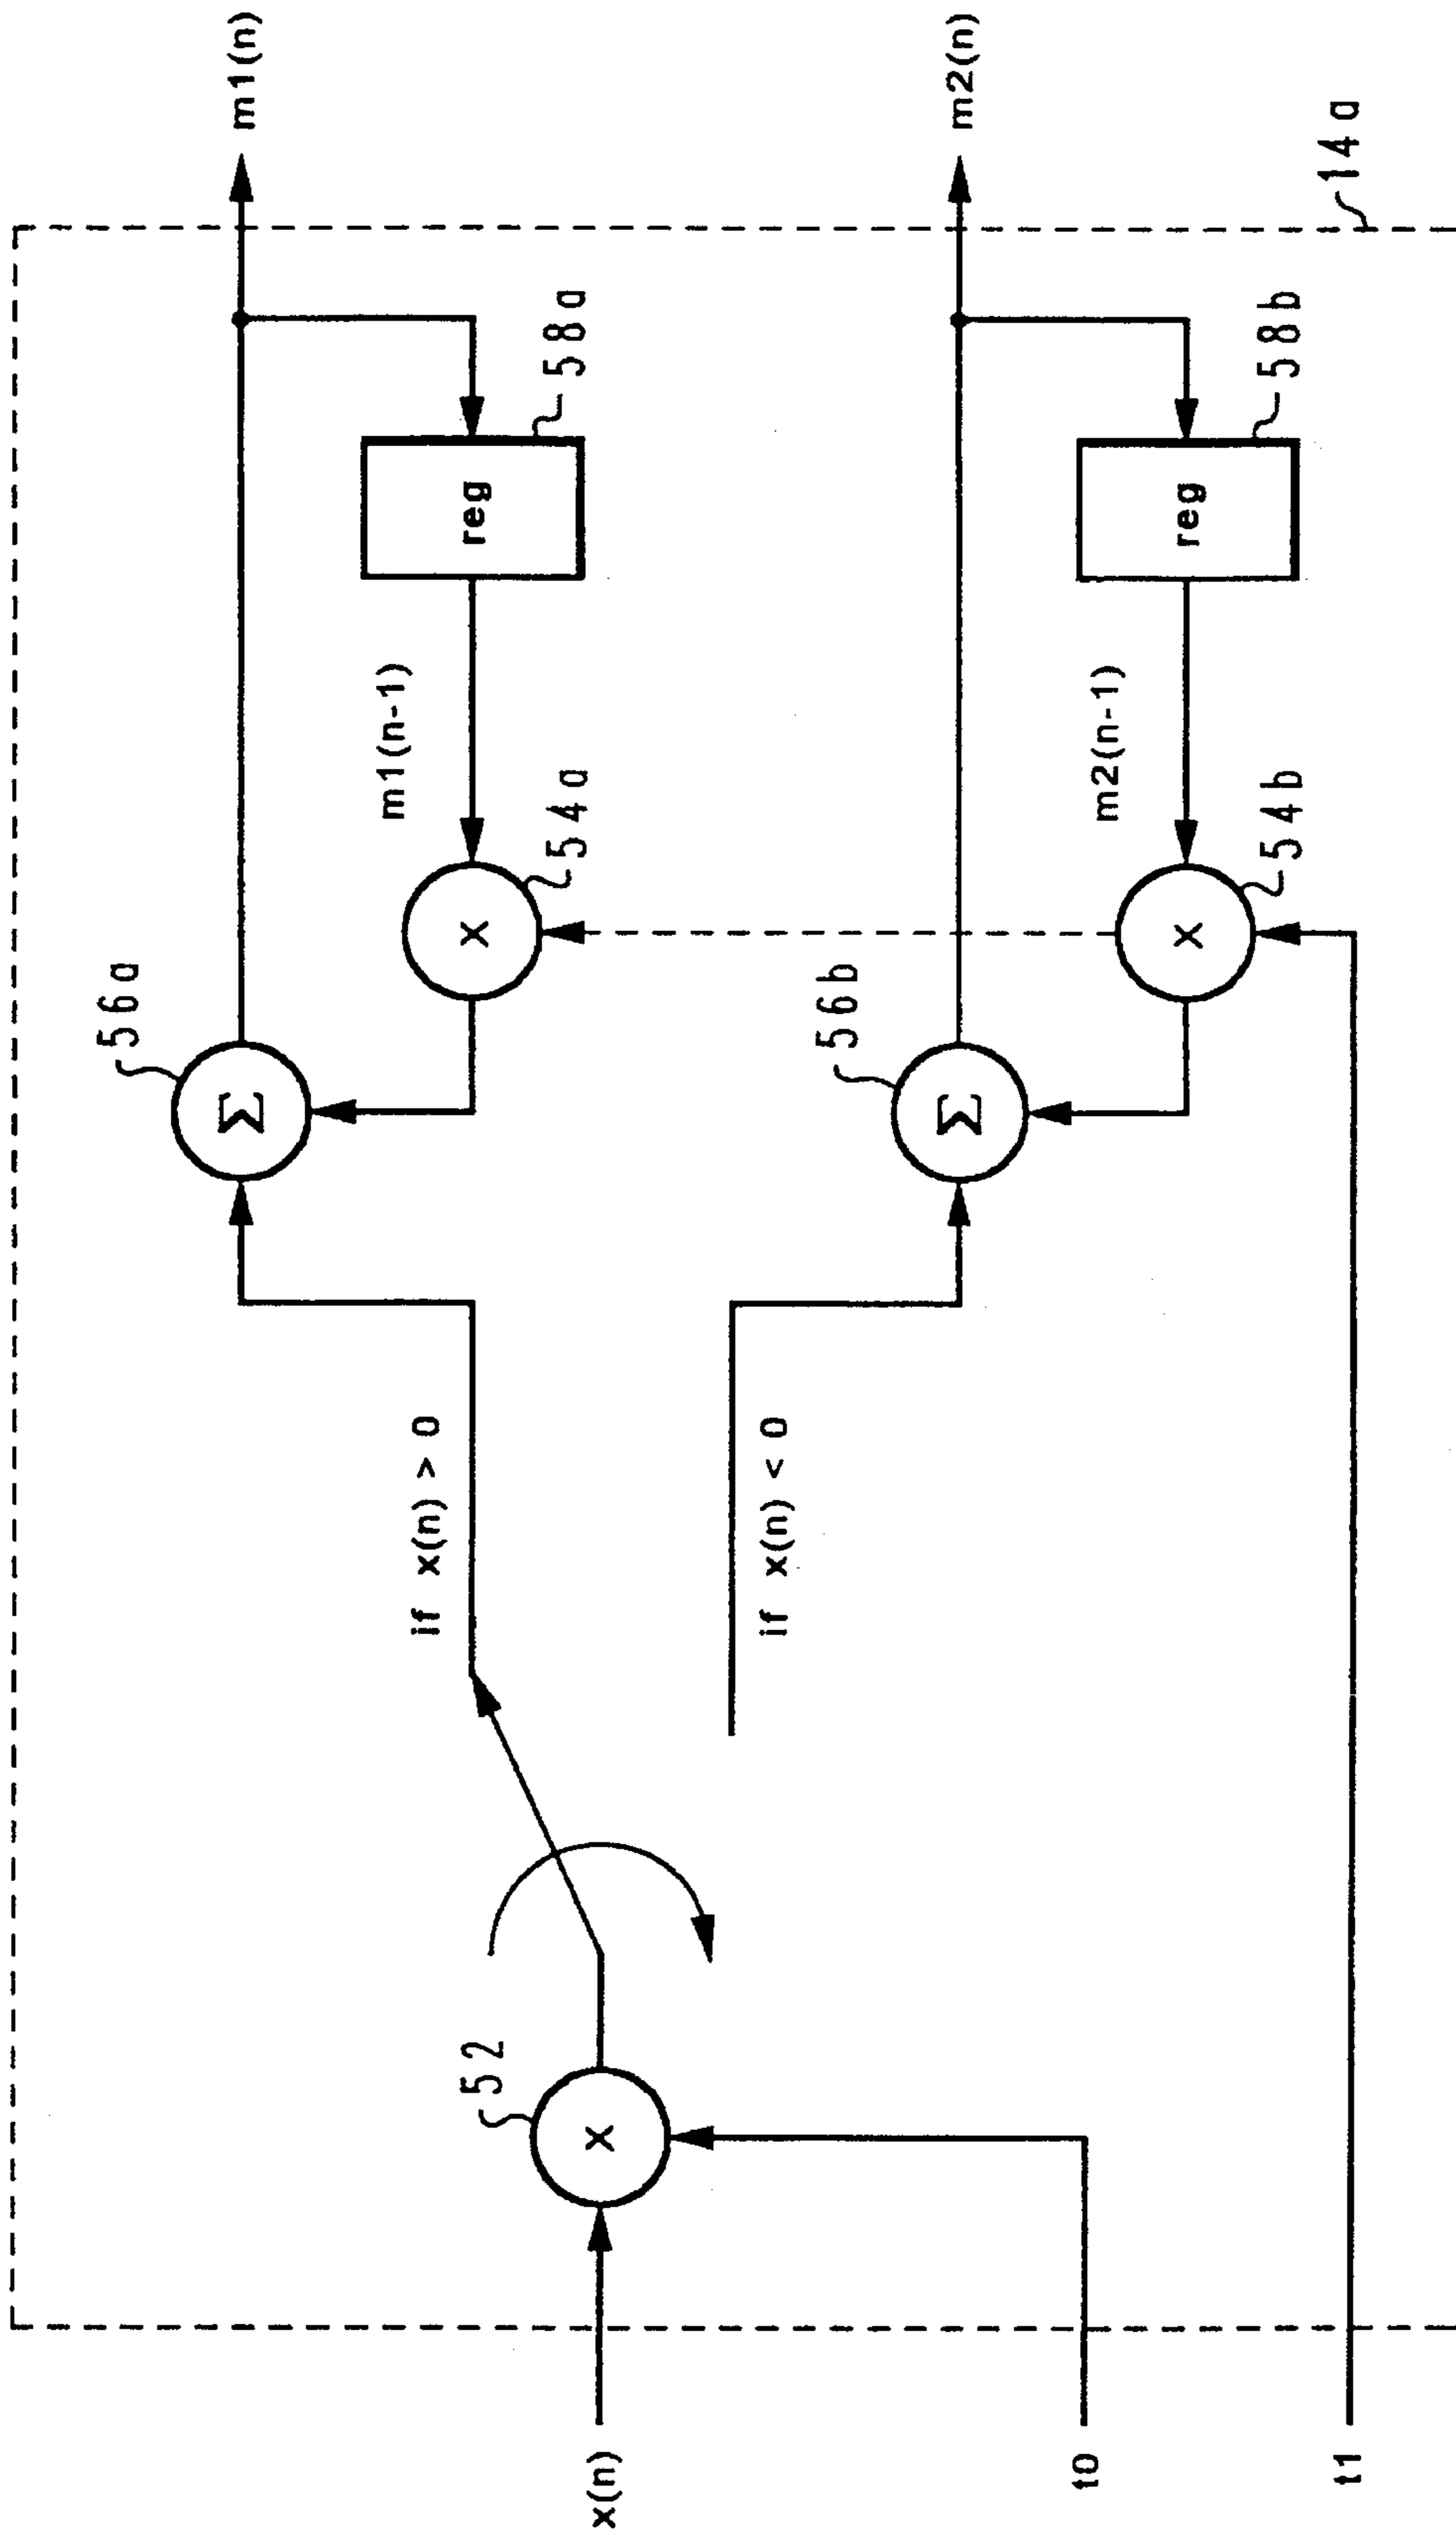 m1(n)
56a
Σ
58a
reg
m1(n-1)
54a
X
if x(n) > 0
52
X
x(n)
if x(n) < 0
m2(n)
56b
Σ
58b
reg
m2(n-1)
54b
X
t0
t1
14a